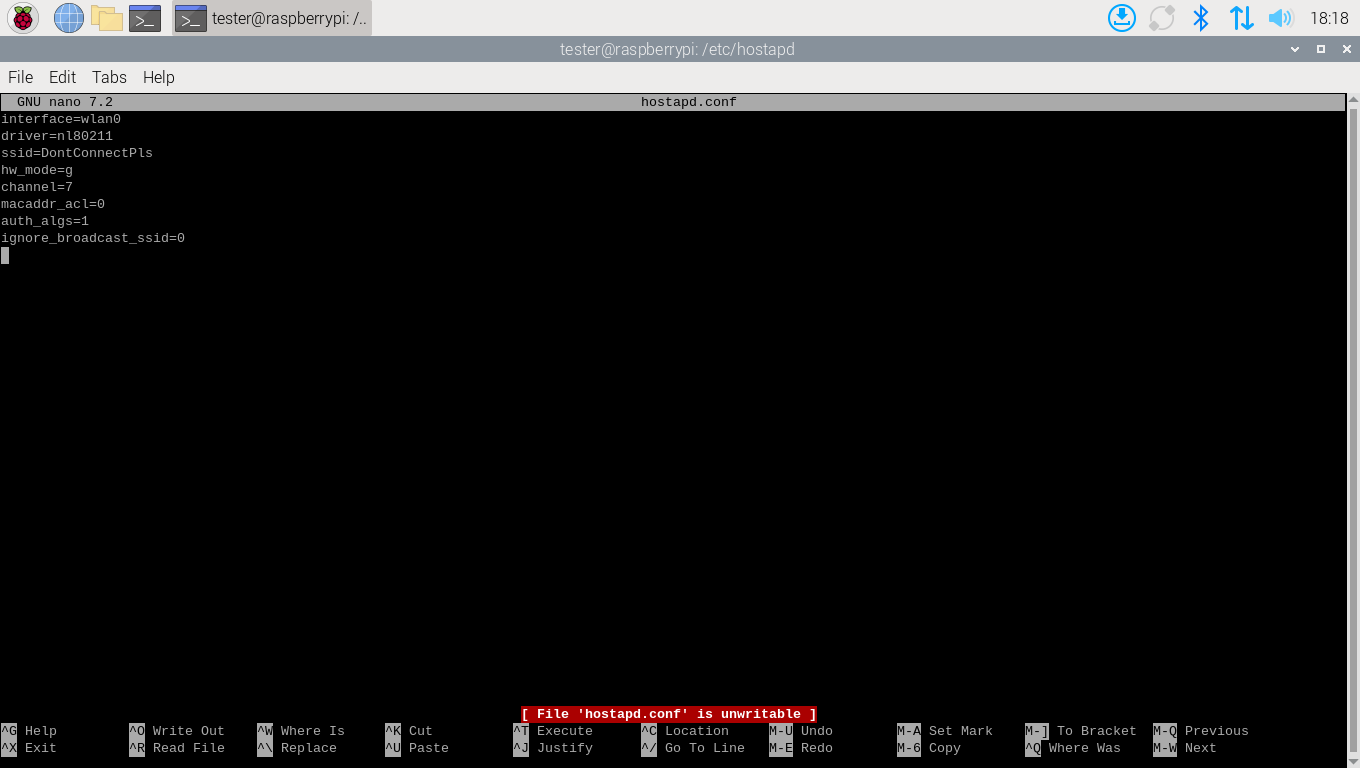 tester@raspberrypi: /.. 18:18
tester@raspberrypi: /etc/hostapd
File Edit Tabs Help
GNU nano 7.2 hostapd.conf
interface=wlan0
driver=nl80211
ssid=DontConnectPls
hw_mode=g
channel=7
macaddr_acl=0
auth_algs=1
ignore_broadcast_ssid=0
[ File 'hostapd.conf' is unwritable ]
^G Help ^O Write Out ^W Where Is ^K Cut ^T Execute ^C Location M-U Undo M-A Set Mark M-] To Bracket M-Q Previous
^X Exit ^R Read File ^\ Replace ^U Paste ^J Justify ^/ Go To Line M-E Redo M-6 Copy ^Q Where Was M-W Next